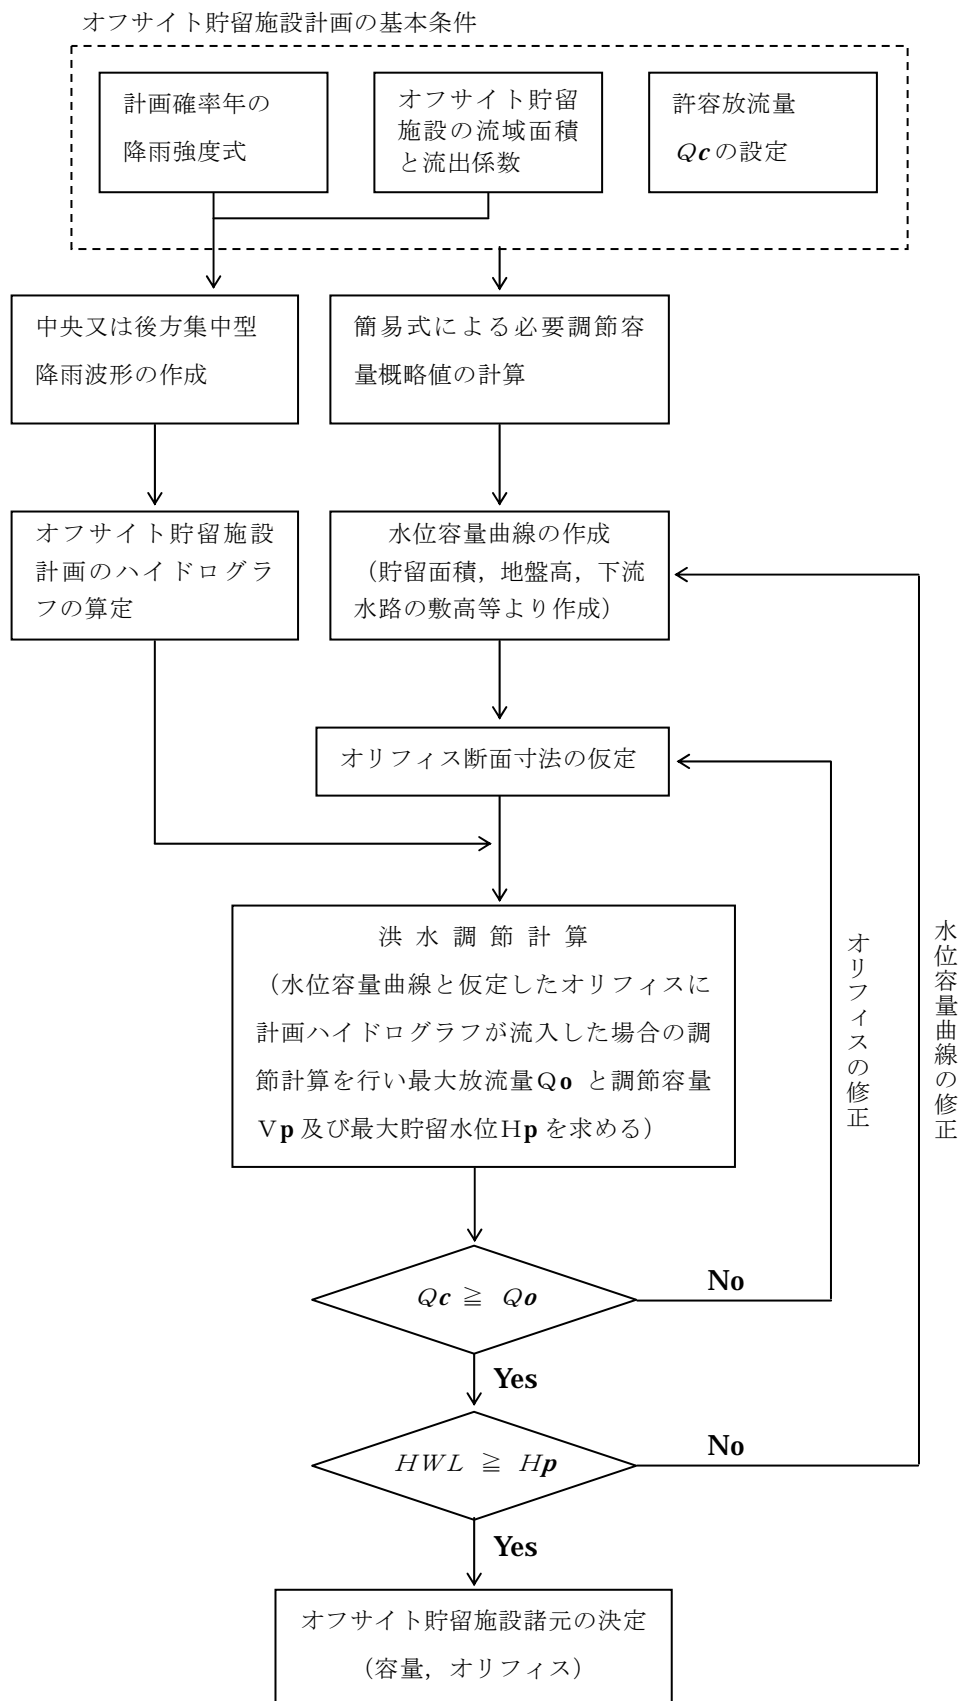 オフサイト貯留施設計画の基本条件
計画確率年の
降雨強度式
オフサイト貯留
施設の流域面積
と流出係数
許容放流量
Qcの設定
中央又は後方集中型
降雨波形の作成
簡易式による必要調節容
量概略値の計算
オフサイト貯留施設
計画のハイドログラ
フの算定
水位容量曲線の作成
（貯留面積，地盤高，下流
水路の敷高等より作成）
オリフィス断面寸法の仮定
洪 水 調 節 計 算
（水位容量曲線と仮定したオリフィスに
計画ハイドログラフが流入した場合の調
節計算を行い最大放流量Qo と調節容量
Vp 及び最大貯留水位Hp を求める）
オリフィスの修正
水位容量曲線の修正
Qc ≧ Qo
No
Yes
HWL ≧ Hp
No
Yes
オフサイト貯留施設諸元の決定
（容量，オリフィス）